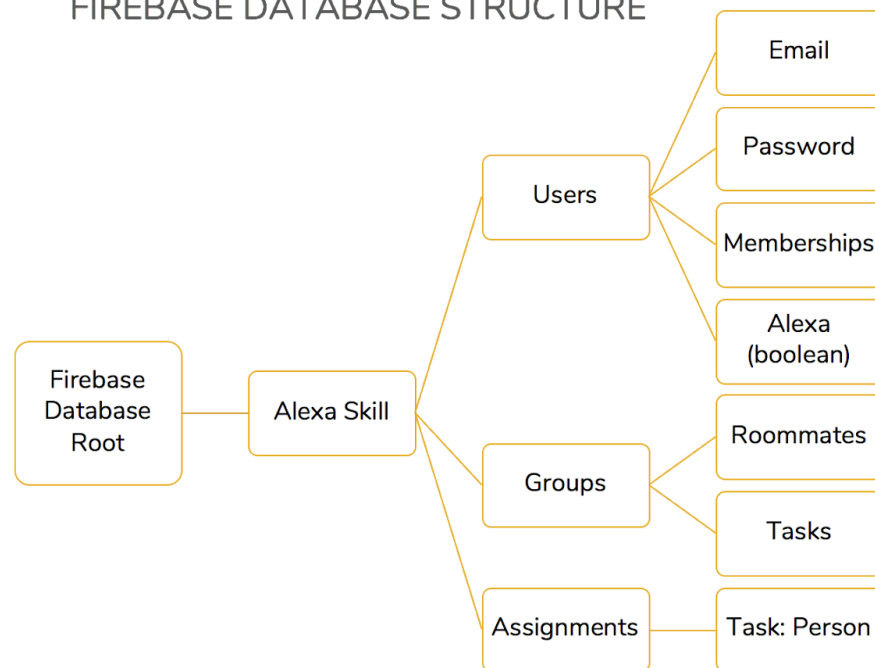 FIREBASE DATABASE STRUCTURE
Email
Password
Users
Memberships
Alexa
(boolean)
Firebase
Database
Root
Alexa Skill
Roommates
Groups
Tasks
Assignments
Task: Person